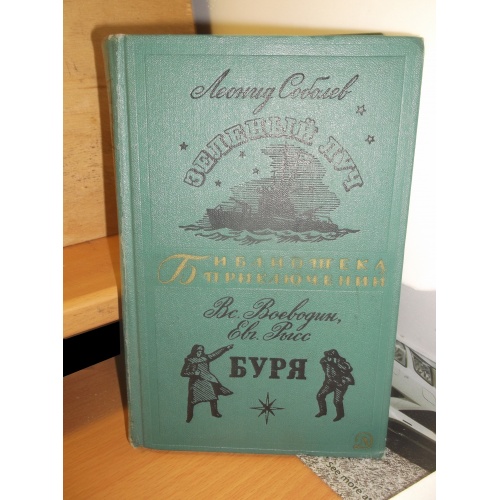 Леонид Соболев
ЗЕЛЕНЫЙ ЛУЧ
БИБЛИОТЕКА
ПРИКЛЮЧЕНИЙ
Вс. Воеводин,
Евг. Рысс
БУРЯ